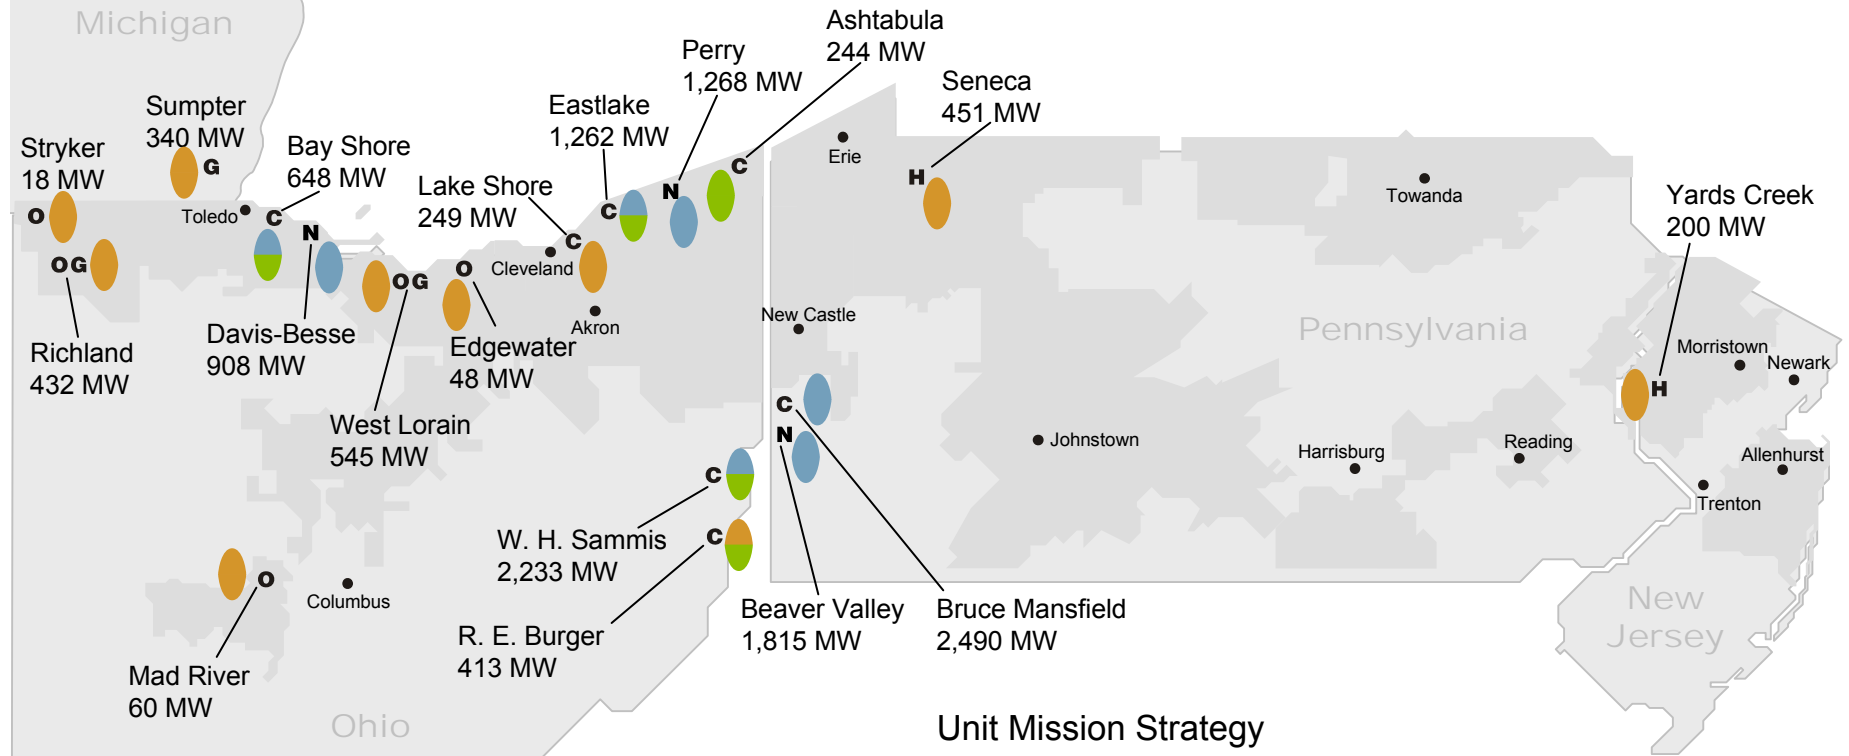 Michigan
Ashtabula
244 MW
Perry
1,268 MW
Seneca
451 MW
Eastlake
1,262 MW
Sumpter
340 MW
G
Stryker
18 MW
O
Bay Shore
648 MW
C
Lake Shore
249 MW
C
C
N
C
H
Erie
Towanda
Yards Creek
200 MW
H
Toledo
N
O G
O G
O
Cleveland
Akron
New Castle
Pennsylvania
Morristown
Newark
Richland
432 MW
Davis-Besse
908 MW
Edgewater
48 MW
West Lorain
545 MW
C
N
Johnstown
Harrisburg
Reading
Allenhurst
Trenton
C
W. H. Sammis
2,233 MW
C
R. E. Burger
413 MW
O
Columbus
Mad River
60 MW
Beaver Valley
1,815 MW
Bruce Mansfield
2,490 MW
New
Jersey
Ohio
Unit Mission Strategy